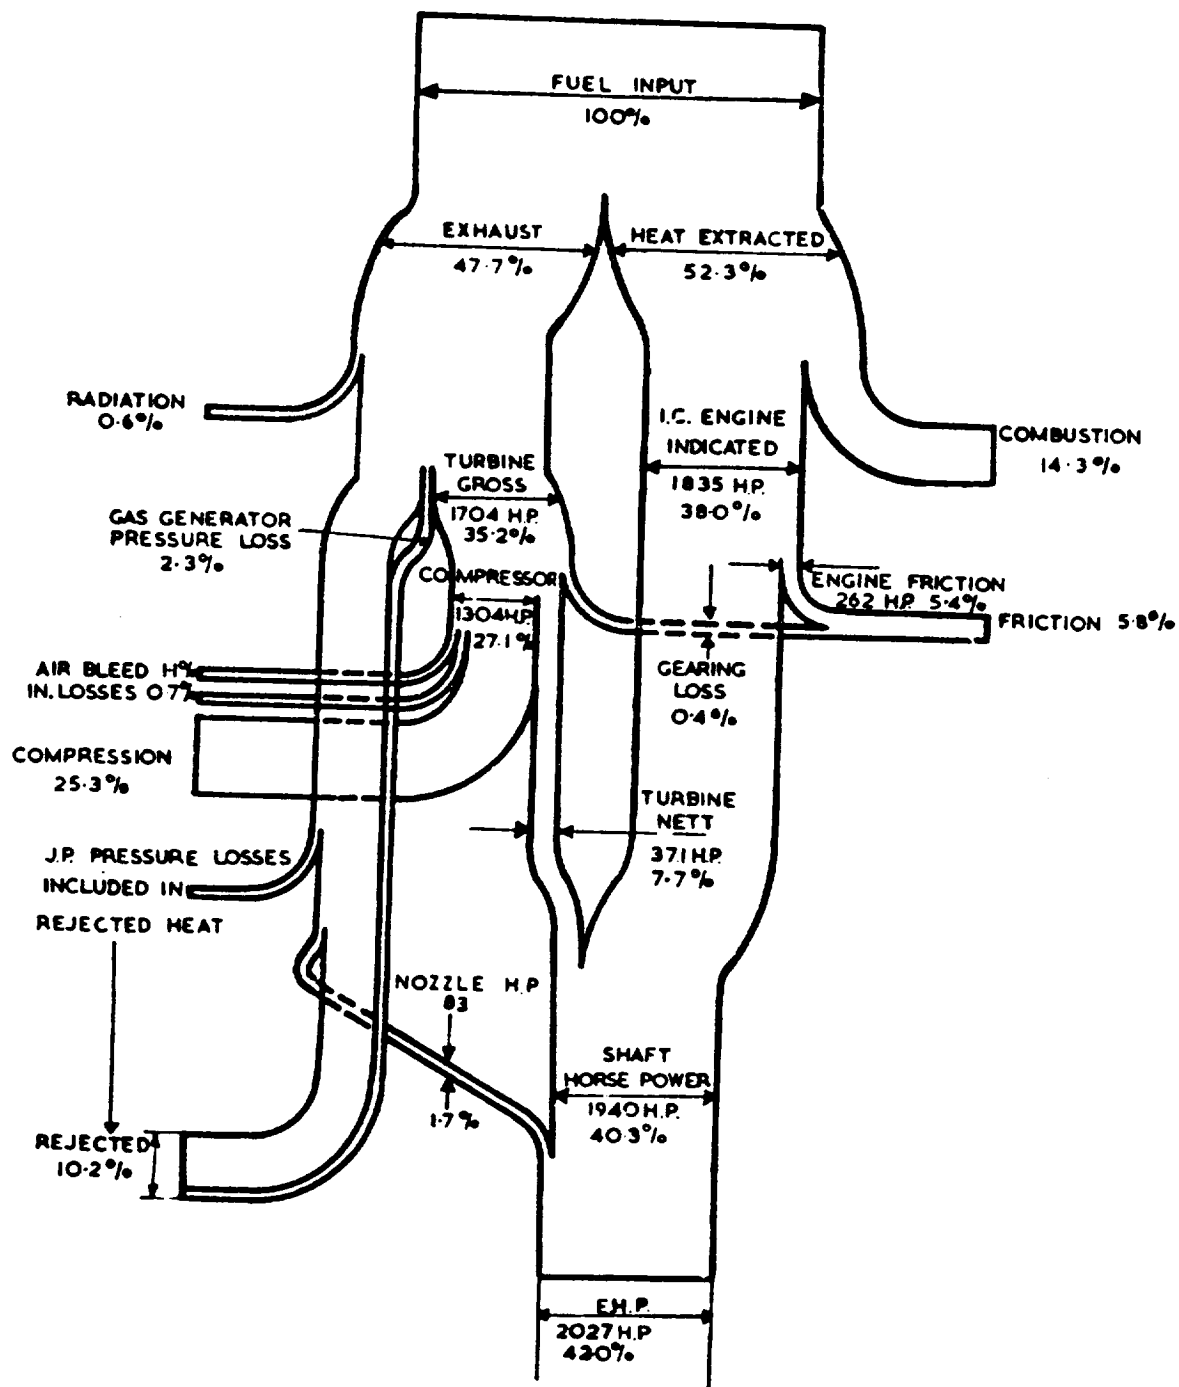 FUEL INPUT
100%
EXHAUST
47·7%
HEAT EXTRACTED
52·3%
RADIATION
0·6%
I.C. ENGINE
INDICATED
1835 H.P.
38·0%
COMBUSTION
14·3%
TURBINE
GROSS
1704 H.P.
35·2%
GAS GENERATOR
PRESSURE LOSS
2·3%
COMPRESSOR
1304 H.P.
27·1%
ENGINE FRICTION
262 H.P. 5·4%
FRICTION 5·8%
GEARING
LOSS
0·4%
AIR BLEED
IN. LOSSES 0·7%
COMPRESSION
25·3%
TURBINE
NETT
371 H.P.
7·7%
J.P. PRESSURE LOSSES
INCLUDED IN
REJECTED HEAT
NOZZLE H.P
83
1·7%
SHAFT
HORSE POWER
1940 H.P.
40·3%
REJECTED
10·2%
E.H.P.
2027 H.P
42·0%